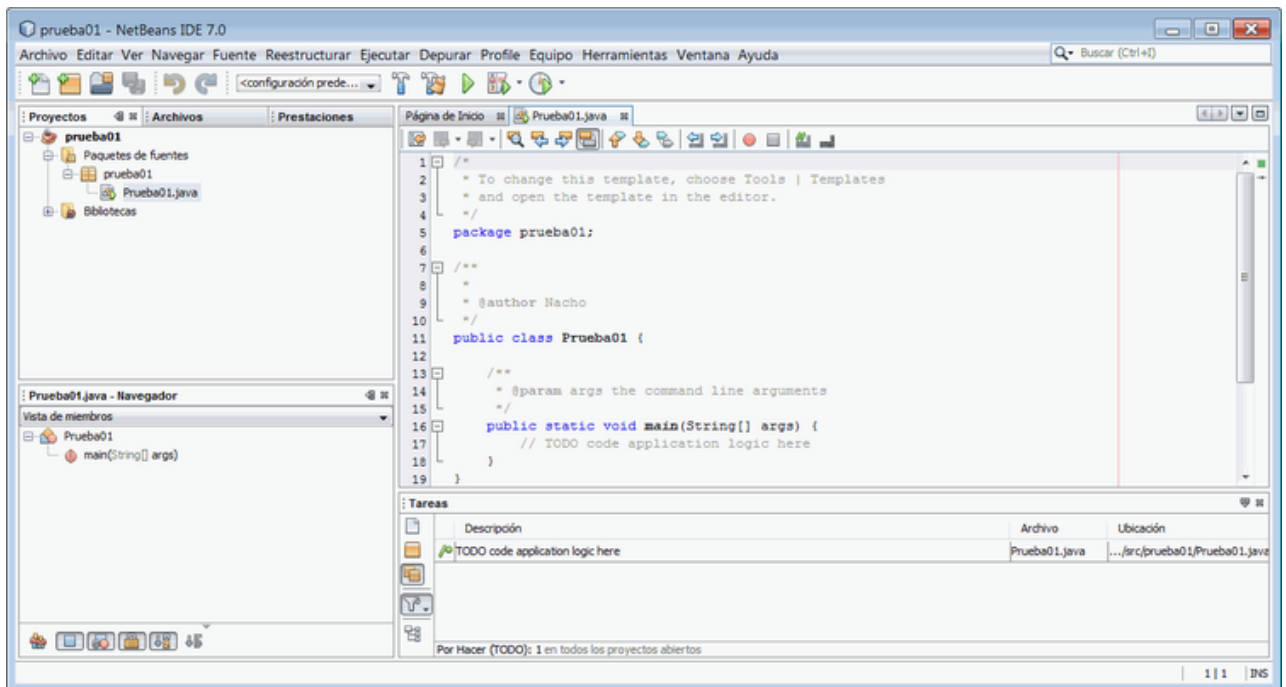 prueba01 - NetBeans IDE 7.0
Archivo Editar Ver Navegar Fuente Reestructurar Ejecutar Depurar Profile Equipo Herramientas Ventana Ayuda
Buscar (Ctrl+I)
<configuración prede...
Proyectos Archivos Prestaciones
prueba01
Paquetes de fuentes
prueba01
Prueba01.java
Bibliotecas
Prueba01.java - Navegador
Vista de miembros
Prueba01
main(String[] args)
Página de Inicio Prueba01.java
1 /*
2 * To change this template, choose Tools | Templates
3 * and open the template in the editor.
4 */
5 package prueba01;
6
7 /**
8 *
9 * @author Nacho
10 */
11 public class Prueba01 {
12
13 /**
14 * @param args the command line arguments
15 */
16 public static void main(String[] args) {
17 // TODO code application logic here
18 }
19 }
Tareas
Descripción Archivo Ubicación
TODO code application logic here Prueba01.java .../src/prueba01/Prueba01.java
Por Hacer (TODO): 1 en todos los proyectos abiertos
1|1 INS